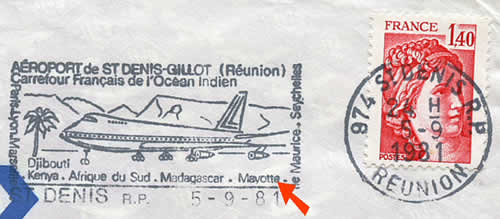 AÉROPORT de ST DENIS-GILLOT (Réunion)
Carrefour Français de l'Océan Indien
Paris-Lyon-Marseille
Ile Maurice - Seychelles
Djibouti
Kenya . Afrique du Sud . Madagascar . Mayotte
ST DENIS R.P. 5-9-81
FRANCE
1,40
POSTES
974 ST DENIS R.P
H
5-9
1981
REUNION